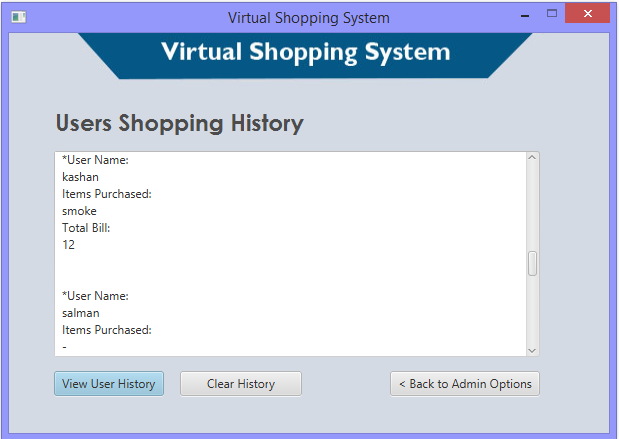 Virtual Shopping System
Virtual Shopping System
Users Shopping History
*User Name:
kashan
Items Purchased:
smoke
Total Bill:
12
*User Name:
salman
Items Purchased:
-
View User History
Clear History
< Back to Admin Options